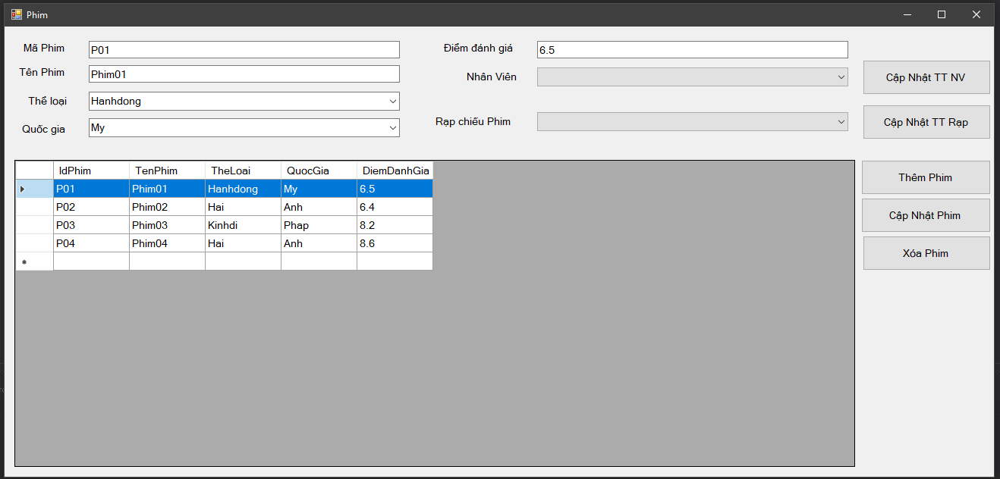 Phim
Mã Phim P01 Điểm đánh giá 6.5
Tên Phim Phim01 Nhân Viên Cập Nhật TT NV
Thể loại Hanhdong
Quốc gia My Rạp chiếu Phim Cập Nhật TT Rạp
IdPhim TenPhim TheLoai QuocGia DiemDanhGia
P01 Phim01 Hanhdong My 6.5
P02 Phim02 Hai Anh 6.4
P03 Phim03 Kinhdi Phap 8.2
P04 Phim04 Hai Anh 8.6
Thêm Phim
Cập Nhật Phim
Xóa Phim